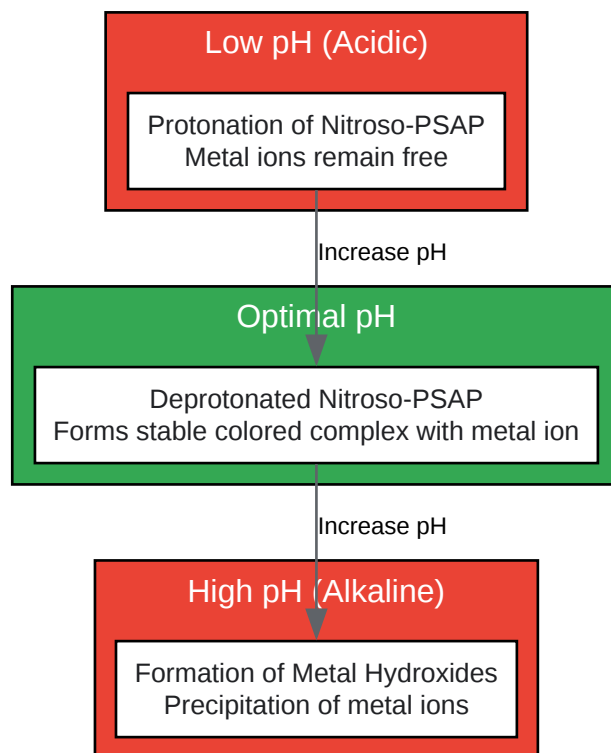 Low pH (Acidic)
Protonation of Nitroso-PSAP
Metal ions remain free
Increase pH
Optimal pH
Deprotonated Nitroso-PSAP
Forms stable colored complex with metal ion
Increase pH
High pH (Alkaline)
Formation of Metal Hydroxides
Precipitation of metal ions